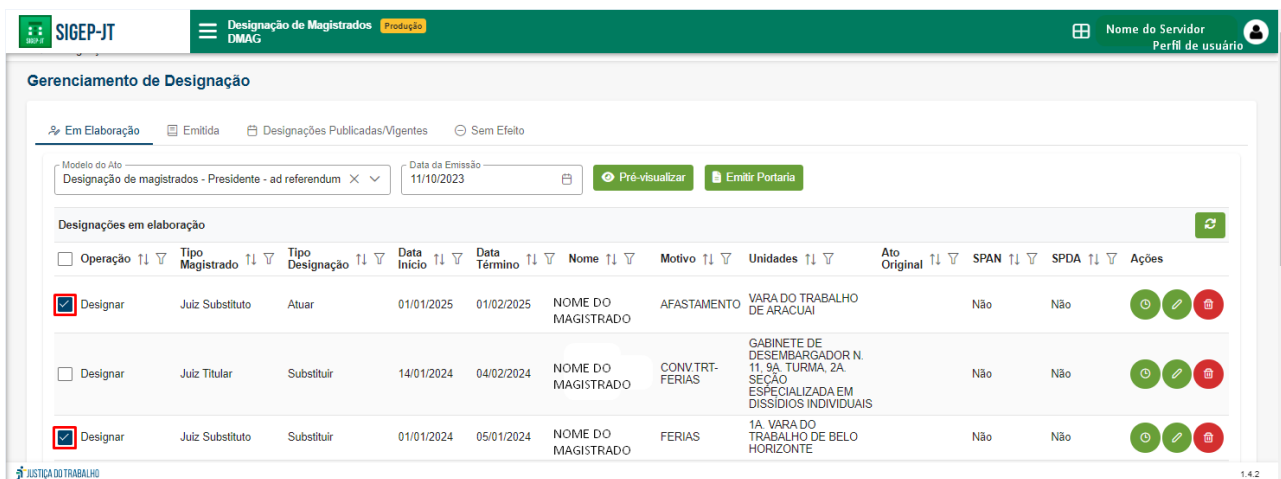 SIGEP-JT
SIGEP-JT
Designação de Magistrados Produção
DMAG
Nome do Servidor
Perfil de usuário
Gerenciamento de Designação
Em Elaboração Emitida Designações Publicadas/Vigentes Sem Efeito
Modelo do Ato Data da Emissão
Designação de magistrados - Presidente - ad referendum 11/10/2023 Pré-visualizar Emitir Portaria
Designações em elaboração
Operação Tipo Magistrado Tipo Designação Data Início Data Término Nome Motivo Unidades Ato Original SPAN SPDA Ações
Designar Juiz Substituto Atuar 01/01/2025 01/02/2025 NOME DO MAGISTRADO AFASTAMENTO VARA DO TRABALHO DE ARACUAI Não Não
Designar Juiz Titular Substituir 14/01/2024 04/02/2024 NOME DO MAGISTRADO CONV.TRT-FERIAS GABINETE DE DESEMBARGADOR N. 11, 9A. TURMA, 2A. SEÇÃO ESPECIALIZADA EM DISSÍDIOS INDIVIDUAIS Não Não
Designar Juiz Substituto Substituir 01/01/2024 05/01/2024 NOME DO MAGISTRADO FERIAS 1A. VARA DO TRABALHO DE BELO HORIZONTE Não Não
JUSTIÇA DO TRABALHO
1.4.2